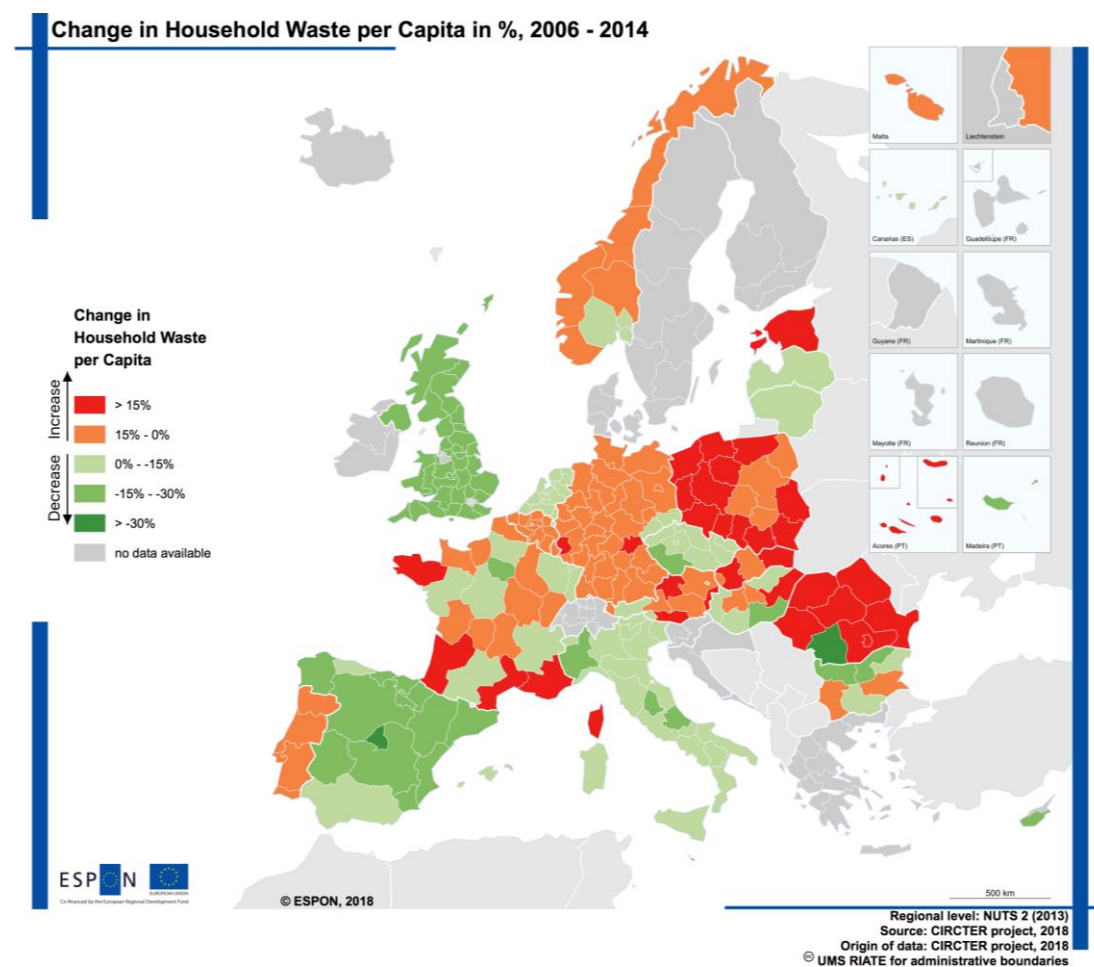 Change in Household Waste per Capita in %, 2006 - 2014
Malta
Liechtenstein
Canarias (ES)
Guadeloupe (FR)
Guyane (FR)
Martinique (FR)
Mayotte (FR)
Reunion (FR)
Acores (PT)
Madeira (PT)
Change in
Household Waste
per Capita
Increase
Decrease
> 15%
15% - 0%
0% - -15%
-15% - -30%
> -30%
no data available
ESPON
EUROPEAN UNION
Co-financed by the European Regional Development Fund
© ESPON, 2018
500 km
Regional level: NUTS 2 (2013)
Source: CIRCTER project, 2018
Origin of data: CIRCTER project, 2018
UMS RIATE for administrative boundaries